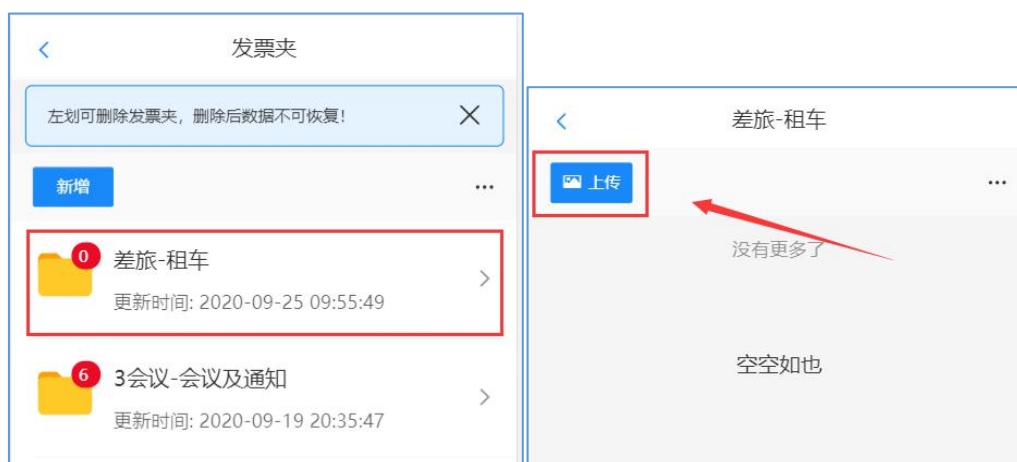 发票夹
左划可删除发票夹，删除后数据不可恢复！
新增
0
差旅-租车
更新时间: 2020-09-25 09:55:49
6
3会议-会议及通知
更新时间: 2020-09-19 20:35:47
差旅-租车
上传
没有更多了
空空如也